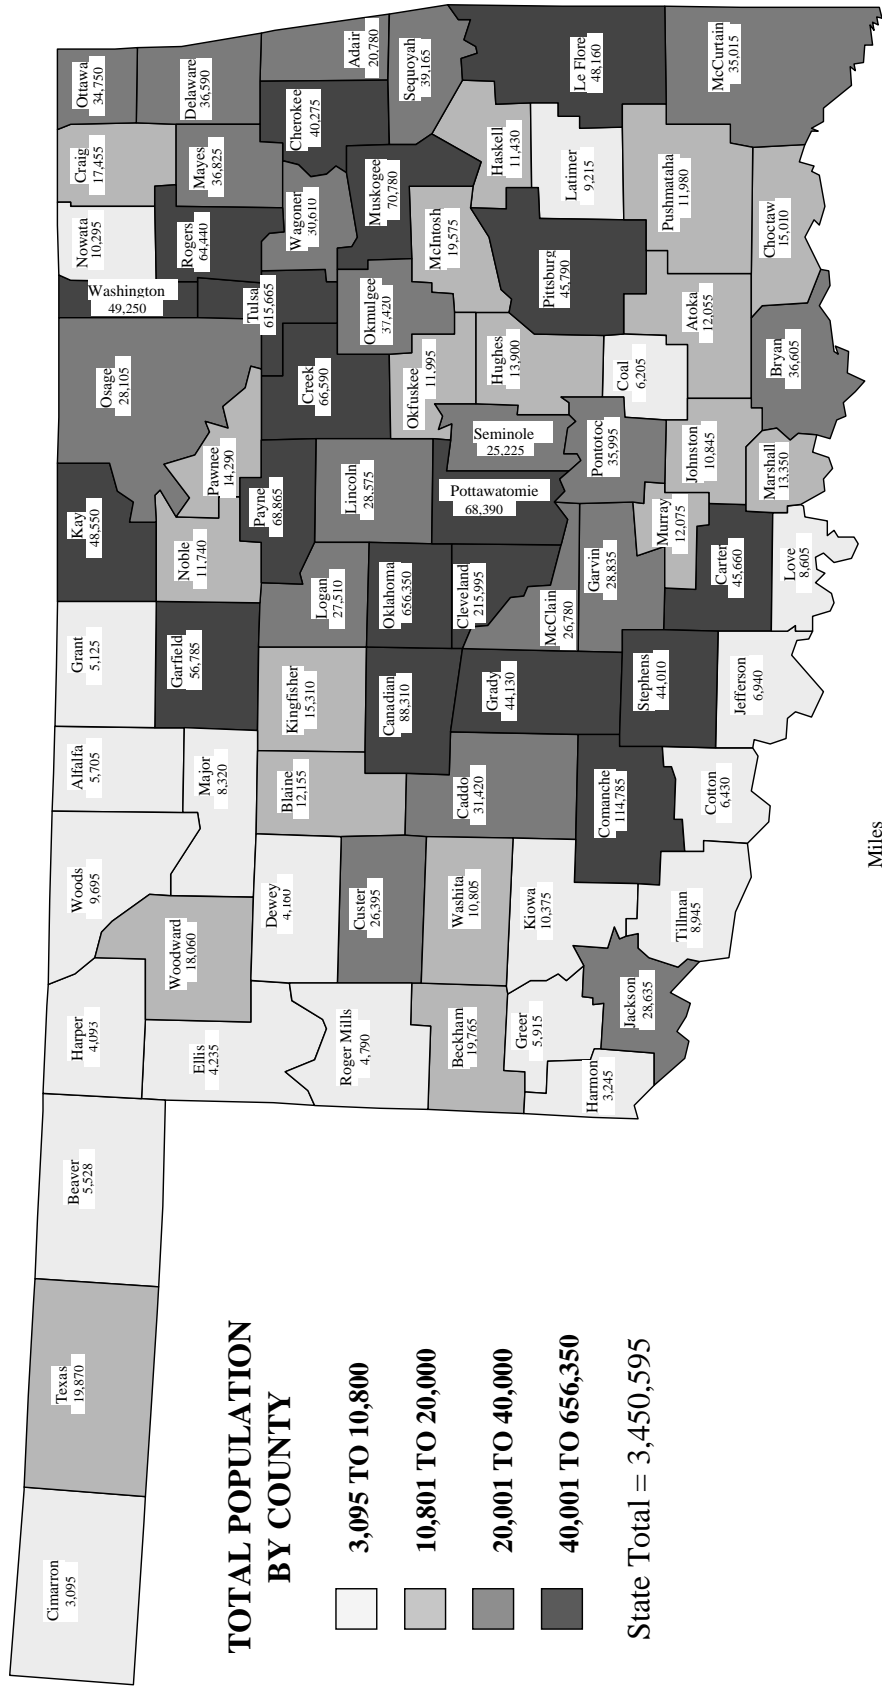 Cimarron
3,095
Texas
19,870
Beaver
5,528
Harper
4,093
Woods
9,695
Alfalfa
5,705
Grant
5,125
Kay
48,550
Osage
28,105
Washington
49,250
Nowata
10,295
Craig
17,455
Ottawa
34,750
Ellis
4,235
Woodward
18,060
Major
8,320
Garfield
56,785
Noble
11,740
Pawnee
14,290
Tulsa
615,665
Rogers
64,440
Mayes
36,825
Delaware
36,590
Roger Mills
4,790
Dewey
4,160
Blaine
12,155
Kingfisher
15,310
Logan
27,510
Payne
68,865
Lincoln
28,575
Creek
66,590
Okmulgee
37,420
Wagoner
30,610
Cherokee
40,275
Adair
20,780
Beckham
19,765
Custer
26,395
Washita
10,805
Caddo
31,420
Canadian
88,310
Oklahoma
656,350
Cleveland
215,995
Pottawatomie
68,390
Seminole
25,225
Okfuskee
11,995
Hughes
13,900
McIntosh
19,575
Muskogee
70,780
Sequoyah
39,165
Haskell
11,430
Le Flore
48,160
Harmon
3,245
Greer
5,915
Kiowa
10,375
Jackson
28,635
Tillman
8,945
Comanche
114,785
Cotton
6,430
Grady
44,130
Stephens
44,010
Jefferson
6,940
McClain
26,780
Garvin
28,835
Murray
12,075
Carter
45,660
Love
8,605
Pontotoc
35,995
Johnston
10,845
Marshall
13,350
Coal
6,205
Atoka
12,055
Bryan
36,605
Pittsburg
45,790
Latimer
9,215
Pushmataha
11,980
Choctaw
15,010
McCurtain
35,015
TOTAL POPULATION
BY COUNTY
3,095 TO 10,800
10,801 TO 20,000
20,001 TO 40,000
40,001 TO 656,350
State Total = 3,450,595
Miles